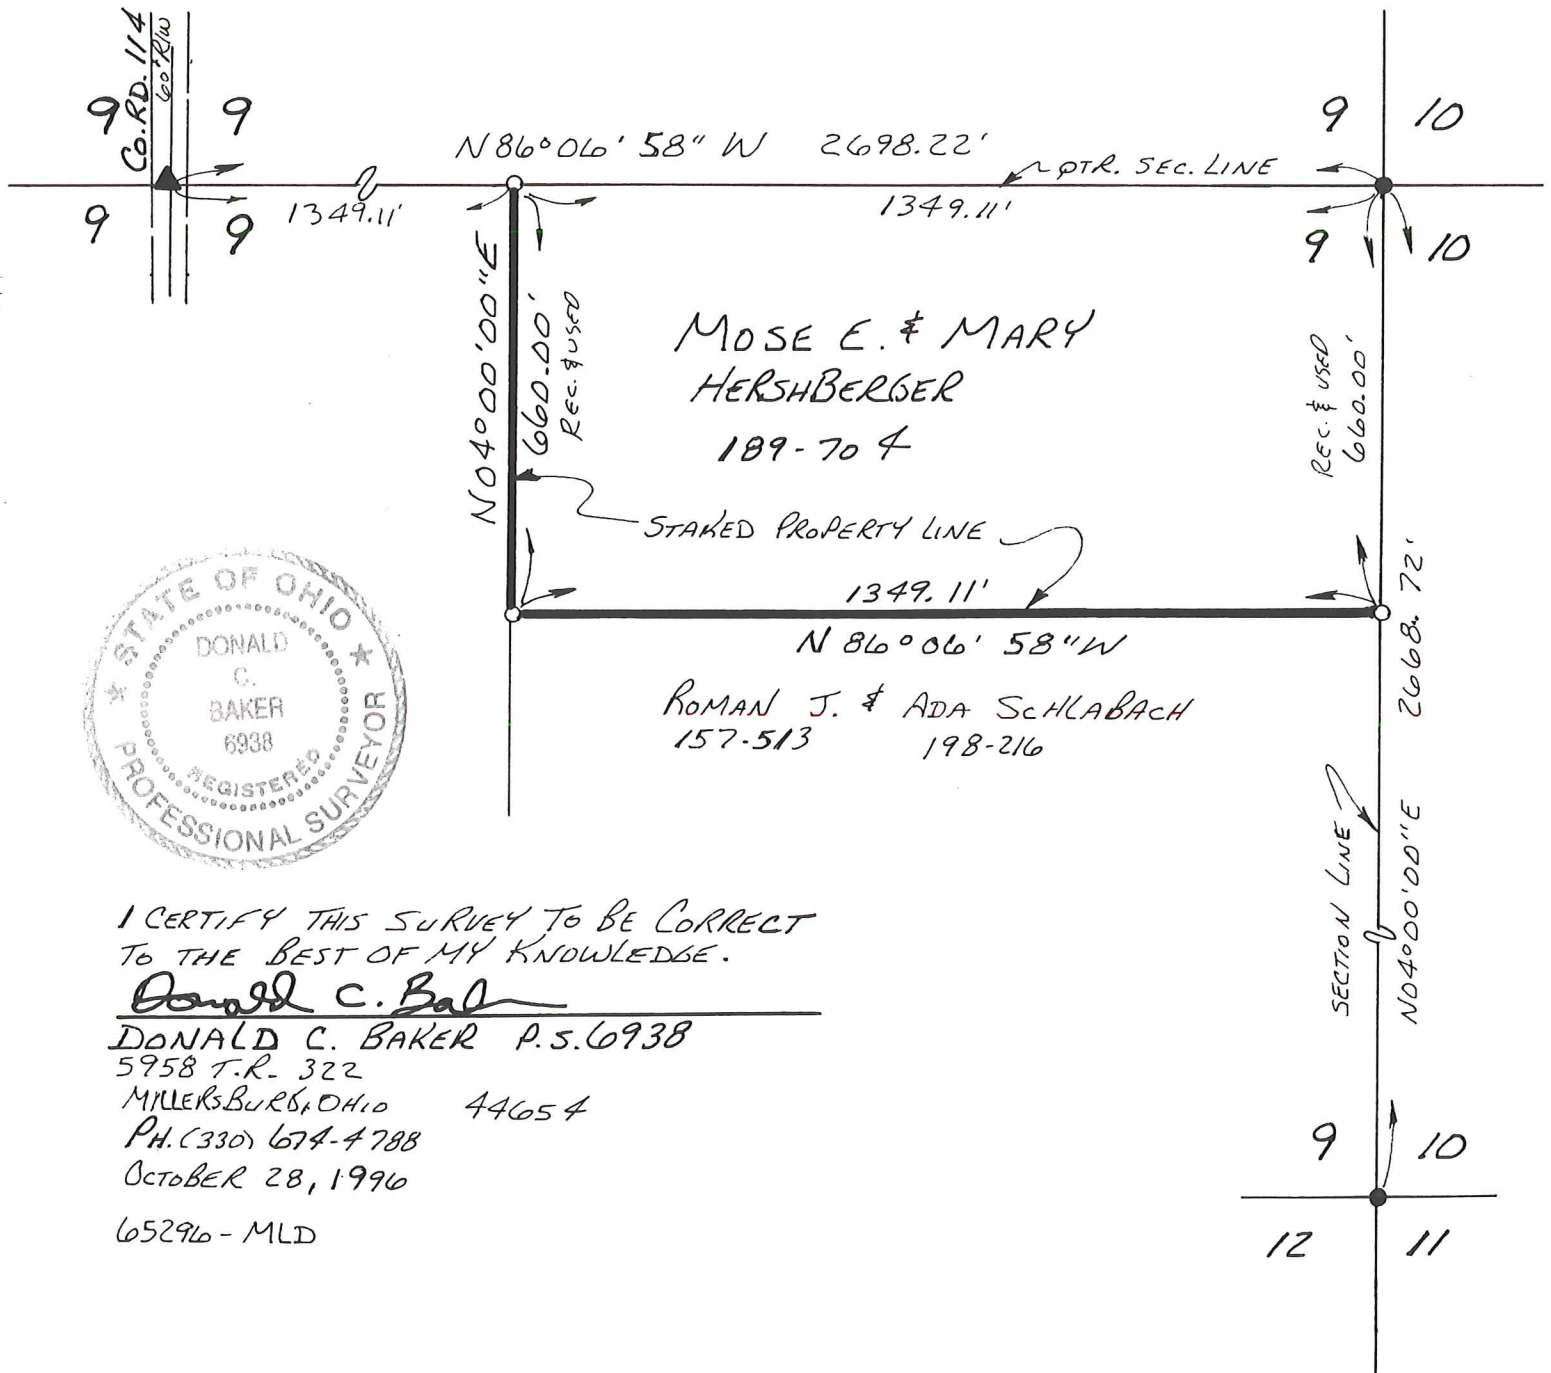 Co. RD. 114
60' R/W
9 9
9 10
N86°06'58"W 2698.22'
QTR. SEC. LINE
9 9
1349.11'
1349.11'
9 10
N04°00'00"E
660.00'
REC. & USED
MOSE E. & MARY
HERSHBERGER
189-704
REC. & USED
660.00'
STAKED PROPERTY LINE
1349.11'
N 86°06'58"W
2668.72'
ROMAN J. & ADA SCHLABACH
157-513 198-216
STATE OF OHIO
DONALD
C.
BAKER
6938
REGISTERED
PROFESSIONAL SURVEYOR
SECTION LINE
N04°00'00"E
I CERTIFY THIS SURVEY TO BE CORRECT
TO THE BEST OF MY KNOWLEDGE.
Donald C. Baker
DONALD C. BAKER P.S. 6938
5958 T.R. 322
MILLERSBURG, OHIO 44654
PH. (330) 674-4788
OCTOBER 28, 1996
65296-MLD
9 10
12 11